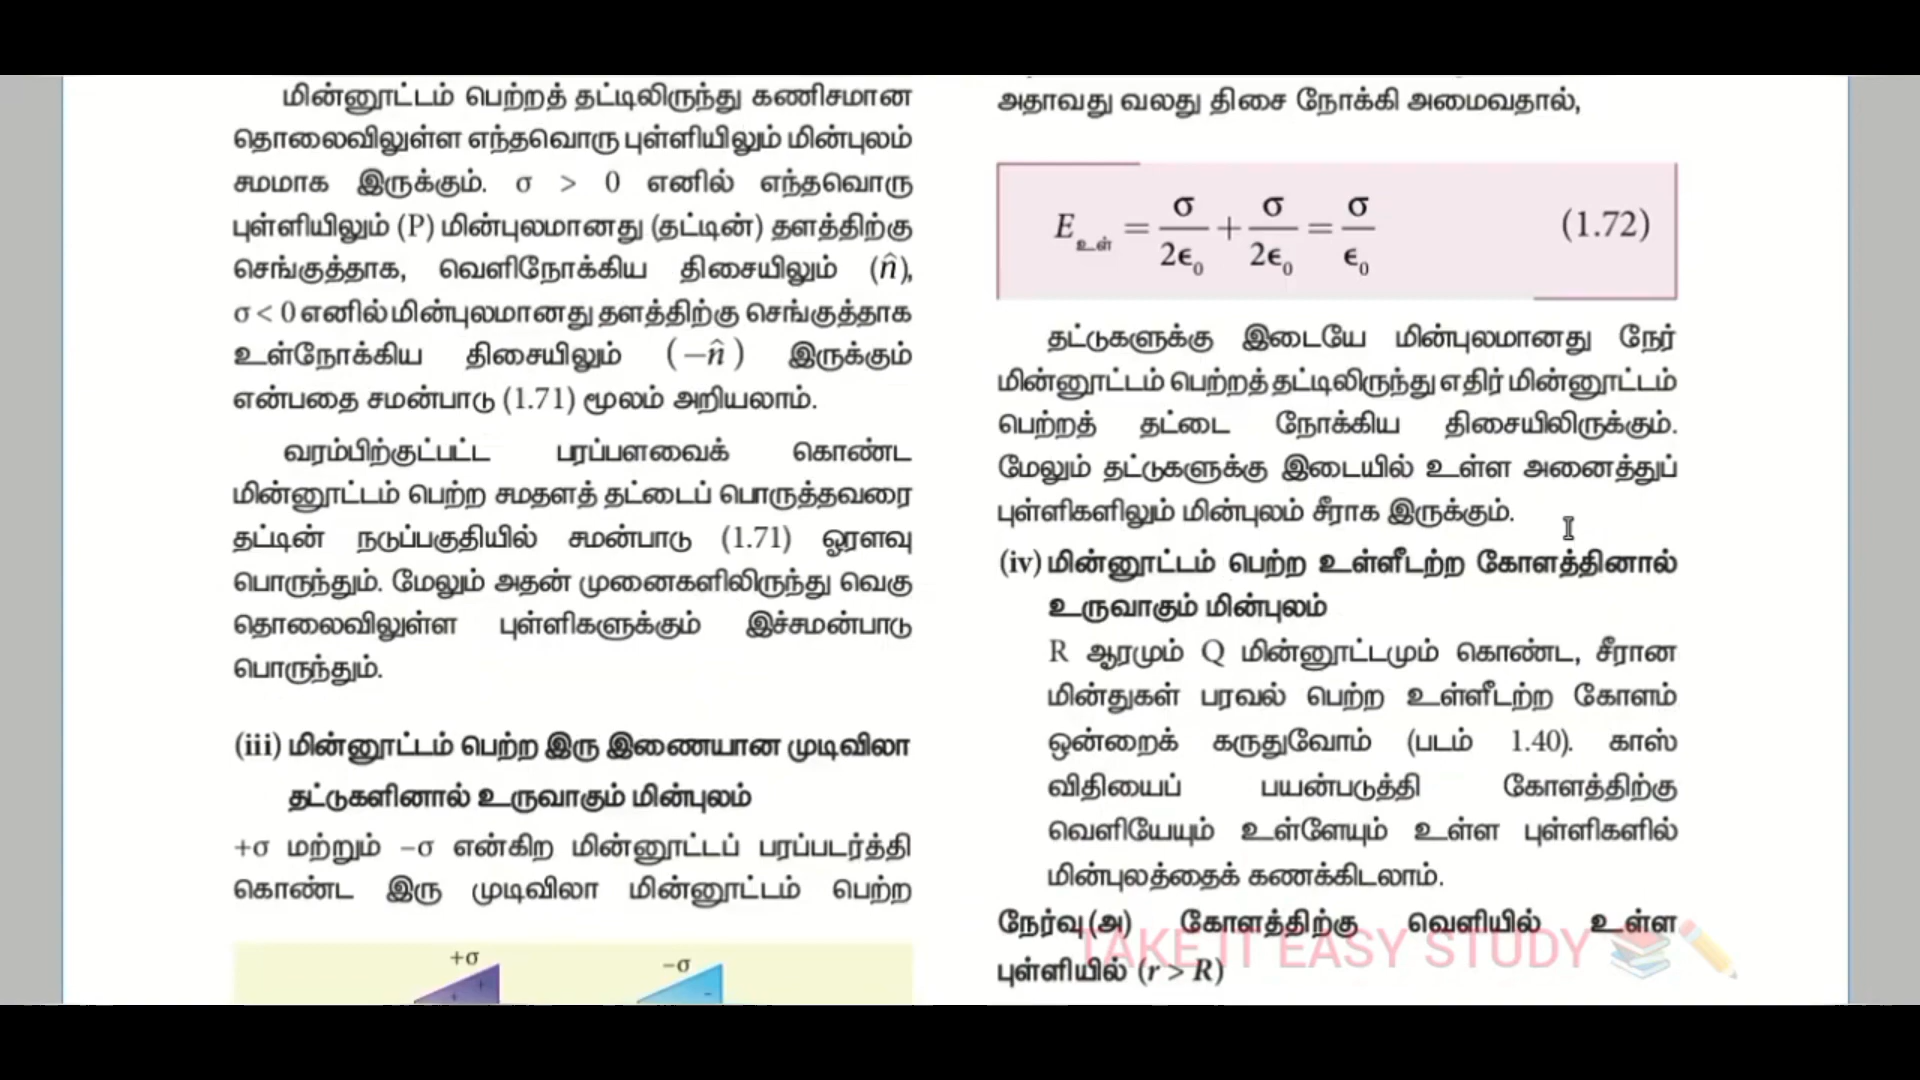 மின்னூட்டம் பெற்றத் தட்டிலிருந்து கணிசமான
தொலைவிலுள்ள எந்தவொரு புள்ளியிலும் மின்புலம்
சமமாக இருக்கும். σ > 0 எனில் எந்தவொரு
புள்ளியிலும் (P) மின்புலமானது (தட்டின்) தளத்திற்கு
செங்குத்தாக, வெளிநோக்கிய திசையிலும் (n̂),
σ < 0 எனில் மின்புலமானது தளத்திற்கு செங்குத்தாக
உள்நோக்கிய திசையிலும் (−n̂) இருக்கும்
என்பதை சமன்பாடு (1.71) மூலம் அறியலாம்.
வரம்பிற்குட்பட்ட பரப்பளவைக் கொண்ட
மின்னூட்டம் பெற்ற சமதளத் தட்டைப் பொருத்தவரை
தட்டின் நடுப்பகுதியில் சமன்பாடு (1.71) ஓரளவு
பொருந்தும். மேலும் அதன் முனைகளிலிருந்து வெகு
தொலைவிலுள்ள புள்ளிகளுக்கும் இச்சமன்பாடு
பொருந்தும்.
(iii) மின்னூட்டம் பெற்ற இரு இணையான முடிவிலா
தட்டுகளினால் உருவாகும் மின்புலம்
+σ மற்றும் –σ என்கிற மின்னூட்டப் பரப்படர்த்தி
கொண்ட இரு முடிவிலா மின்னூட்டம் பெற்ற
+σ –σ
அதாவது வலது திசை நோக்கி அமைவதால்,
E உள் = σ/2ϵ₀ + σ/2ϵ₀ = σ/ϵ₀ (1.72)
தட்டுகளுக்கு இடையே மின்புலமானது நேர்
மின்னூட்டம் பெற்றத் தட்டிலிருந்து எதிர் மின்னூட்டம்
பெற்றத் தட்டை நோக்கிய திசையிலிருக்கும்.
மேலும் தட்டுகளுக்கு இடையில் உள்ள அனைத்துப்
புள்ளிகளிலும் மின்புலம் சீராக இருக்கும்.
(iv) மின்னூட்டம் பெற்ற உள்ளீடற்ற கோளத்தினால்
உருவாகும் மின்புலம்
R ஆரமும் Q மின்னூட்டமும் கொண்ட, சீரான
மின்துகள் பரவல் பெற்ற உள்ளீடற்ற கோளம்
ஒன்றைக் கருதுவோம் (படம் 1.40). காஸ்
விதியைப் பயன்படுத்தி கோளத்திற்கு
வெளியேயும் உள்ளேயும் உள்ள புள்ளிகளில்
மின்புலத்தைக் கணக்கிடலாம்.
நேர்வு (அ) கோளத்திற்கு வெளியில் உள்ள
புள்ளியில் (r > R)
TAKE IT EASY STUDY